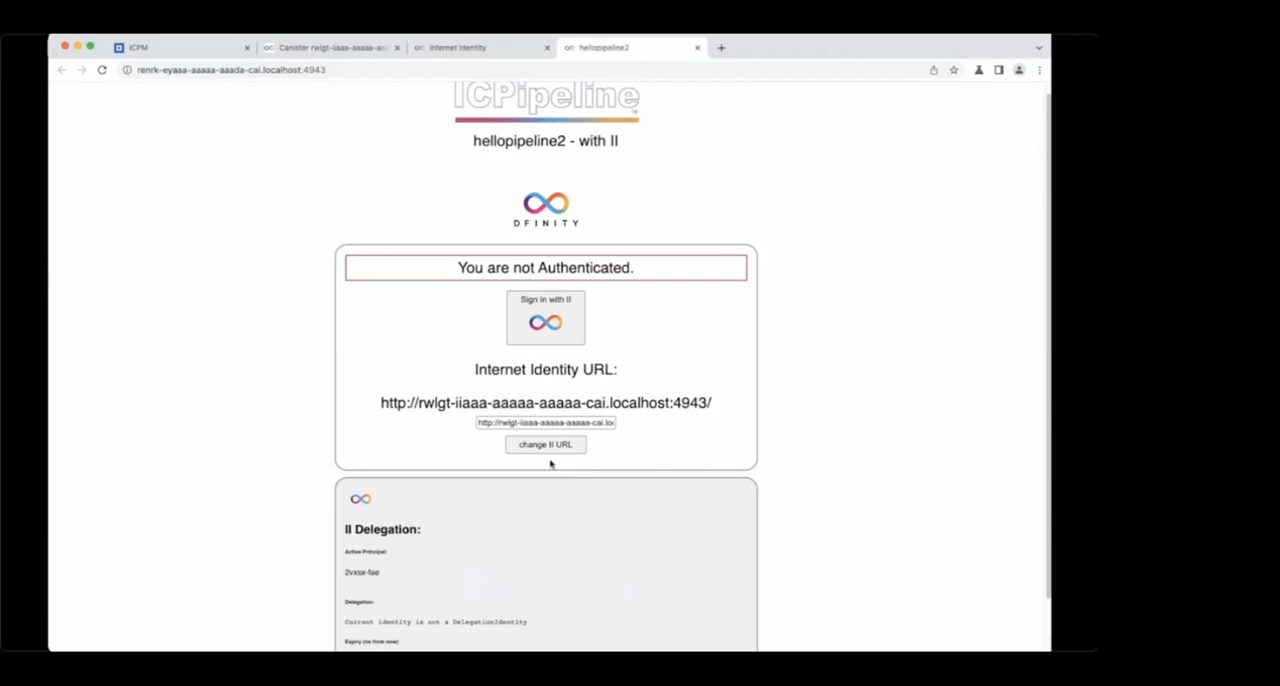 ICPM
Canister rwlgt-iiaaa-aaaaa-aa
Internet Identity
hellopipeline2
renrk-eyaaa-aaaaa-aaada-cai.localhost:4943
ICPipeline
hellopipeline2 - with II
DFINITY
You are not Authenticated.
Sign In with II
Internet Identity URL:
http://rwlgt-iiaaa-aaaaa-aaaaa-cai.localhost:4943/
http://rwlgt-iiaaa-aaaaa-aaaaa-cai.lo
change II URL
II Delegation:
Active Principal:
2vxsx-fae
Delegation:
Current identity is not a DelegationIdentity
Expiry (ns from now)